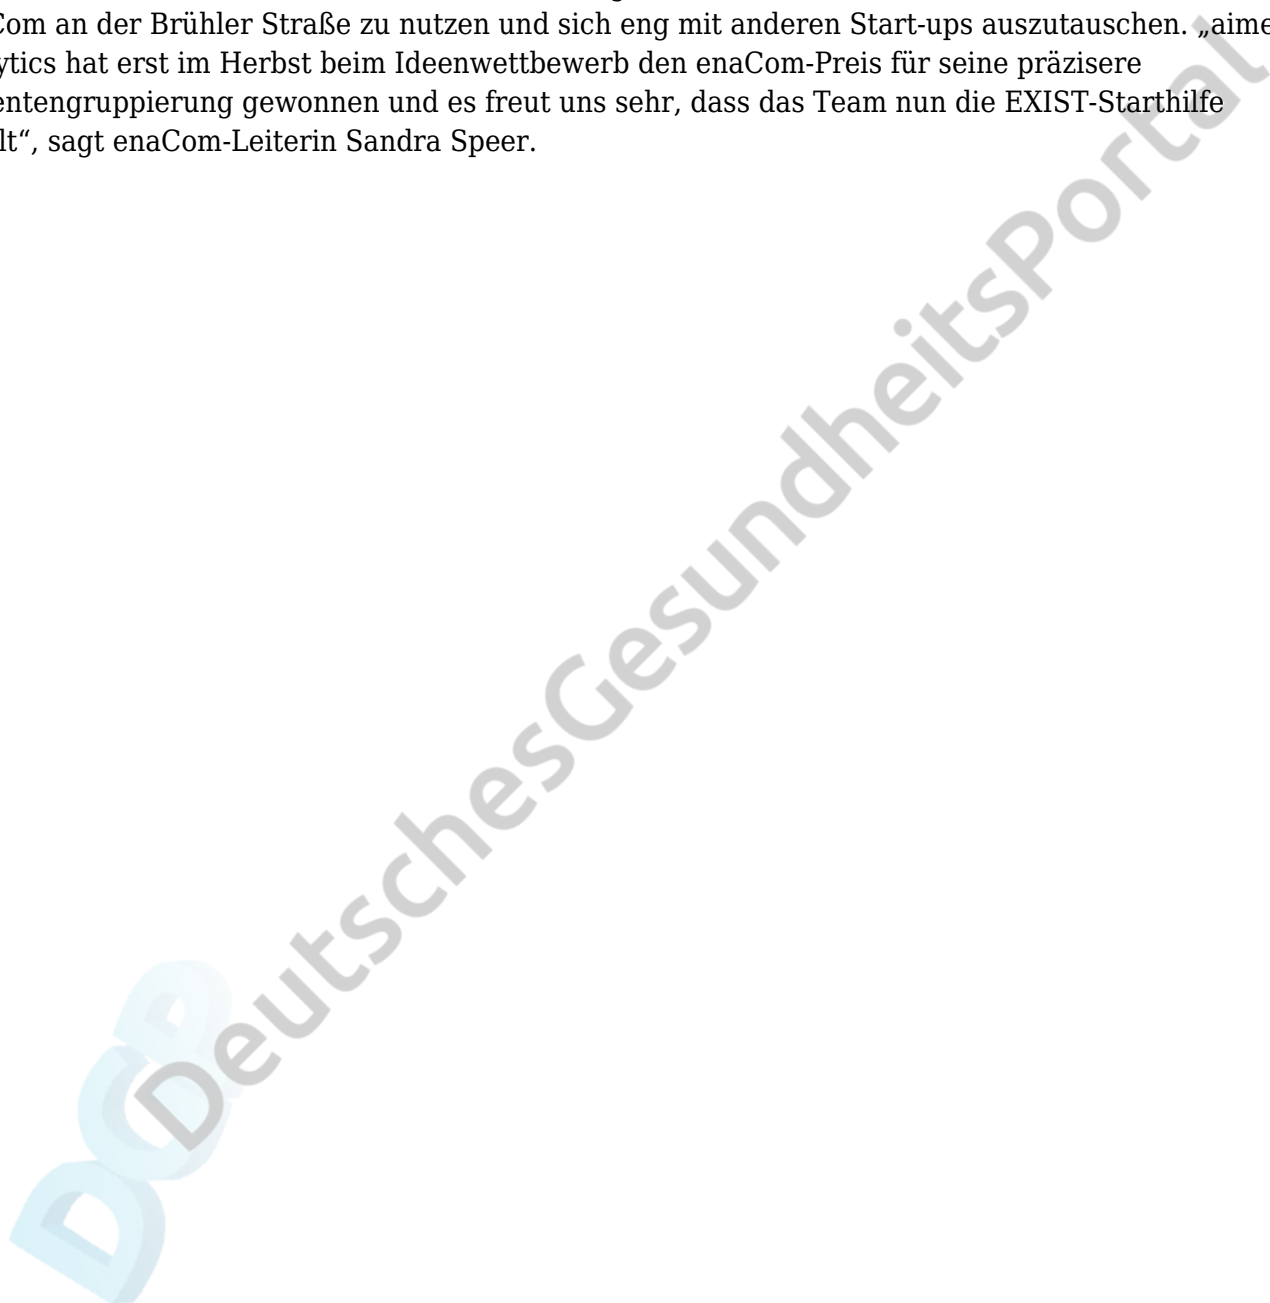 Com an der Brühler Straße zu nutzen und sich eng mit anderen Start-ups auszutauschen. „aime
ytics hat erst im Herbst beim Ideenwettbewerb den enaCom-Preis für seine präzisere
entengruppierung gewonnen und es freut uns sehr, dass das Team nun die EXIST-Starthilfe
lt“, sagt enaCom-Leiterin Sandra Speer.
DeutschesGesundheitsPortal
DGP